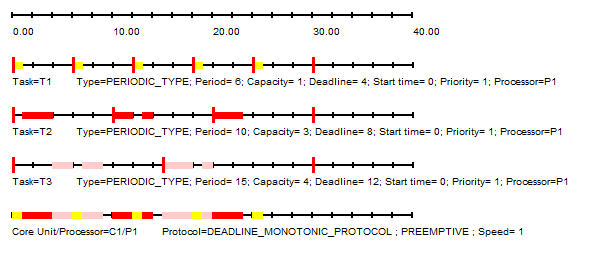 0.00 10.00 20.00 30.00 40.00
Task=T1 Type=PERIODIC_TYPE; Period= 6; Capacity= 1; Deadline= 4; Start time= 0; Priority= 1; Processor=P1
Task=T2 Type=PERIODIC_TYPE; Period= 10; Capacity= 3; Deadline= 8; Start time= 0; Priority= 1; Processor=P1
Task=T3 Type=PERIODIC_TYPE; Period= 15; Capacity= 4; Deadline= 12; Start time= 0; Priority= 1; Processor=P1
Core Unit/Processor=C1/P1 Protocol=DEADLINE_MONOTONIC_PROTOCOL ; PREEMPTIVE ; Speed= 1